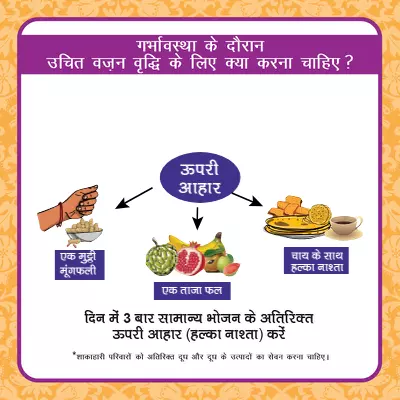 गर्भावस्था के दौरान
उचित वज़न वृद्धि के लिए क्या करना चाहिए ?
ऊपरी
आहार
एक मुट्ठी
मूंगफली
एक ताजा फल
चाय के साथ
हल्का नाश्ता
दिन में 3 बार सामान्य भोजन के अतिरिक्त
ऊपरी आहार (हल्का नाश्ता) करें
*शाकाहारी परिवारों को अतिरिक्त दूध और दूध के उत्पादों का सेवन करना चाहिए।